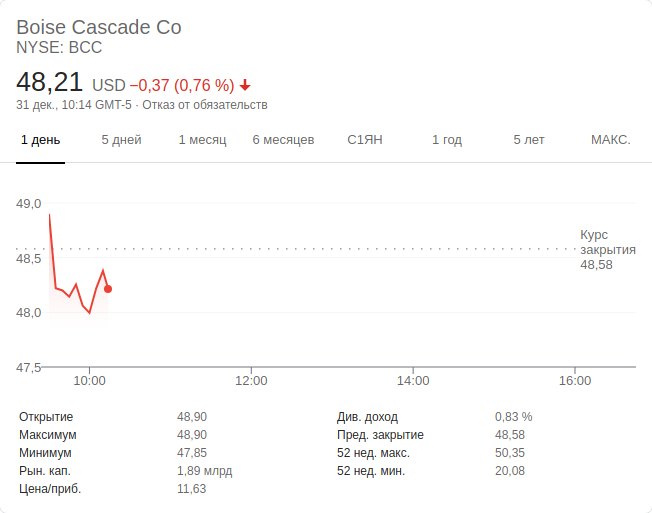 Boise Cascade Co
NYSE: BCC
48,21 USD −0,37 (0,76 %)
31 дек., 10:14 GMT-5 · Отказ от обязательств
1 день 5 дней 1 месяц 6 месяцев С1ЯН 1 год 5 лет МАКС.
49,0
Курс
закрытия
48,58
48,5
48,0
47,5
10:00 12:00 14:00 16:00
Открытие 48,90 Див. доход 0,83 %
Максимум 48,90 Пред. закрытие 48,58
Минимум 47,85 52 нед. макс. 50,35
Рын. кап. 1,89 млрд 52 нед. мин. 20,08
Цена/приб. 11,63